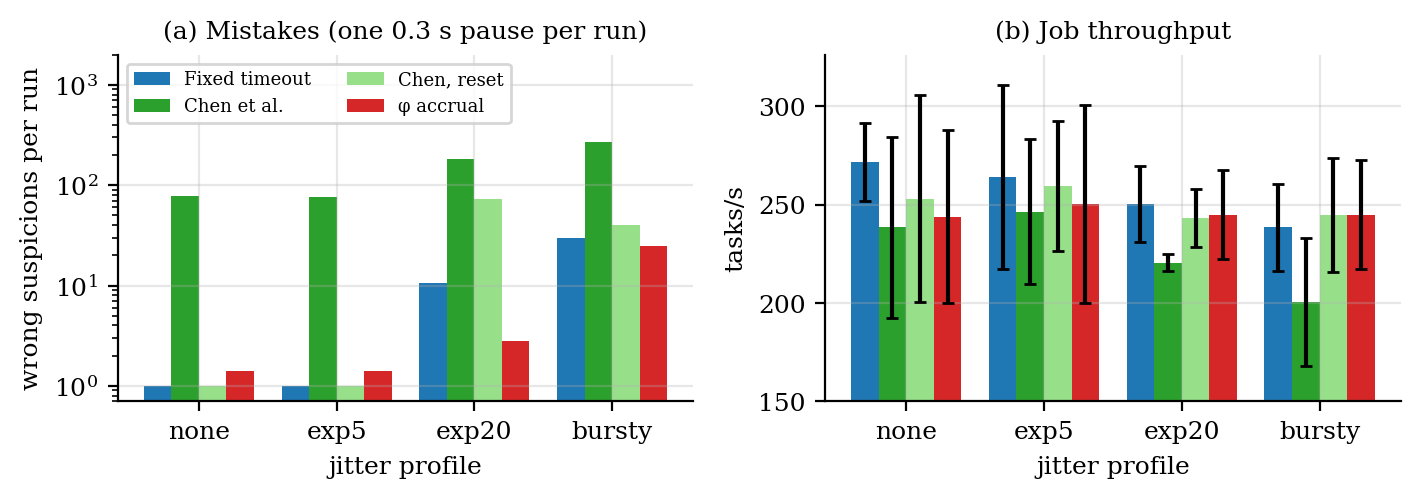 (a) Mistakes (one 0.3 s pause per run)
wrong suspicions per run
10³
10²
10¹
10⁰
Fixed timeout
Chen et al.
Chen, reset
φ accrual
none exp5 exp20 bursty
jitter profile
(b) Job throughput
tasks/s
300
250
200
150
none exp5 exp20 bursty
jitter profile